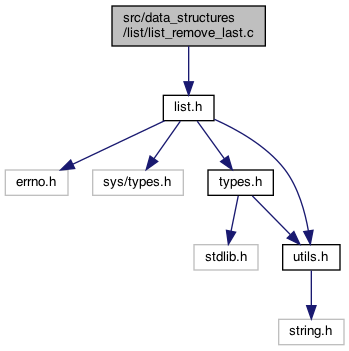 src/data_structures
/list/list_remove_last.c
list.h
errno.h
sys/types.h
types.h
stdlib.h
utils.h
string.h